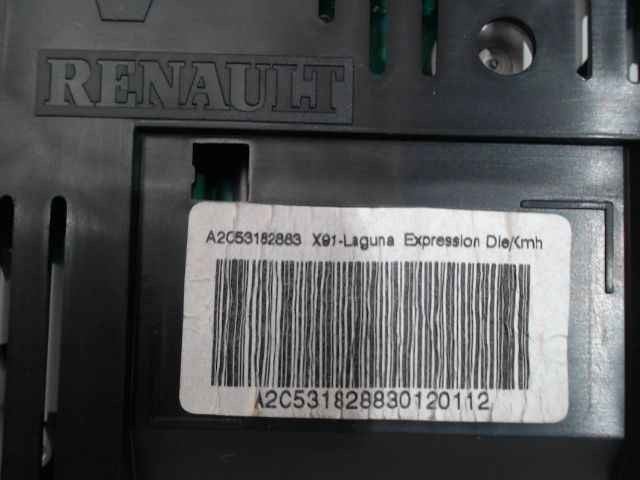 RENAULT
A2C53182883 X91-Laguna Expression Die/Kmh
A2C531828830120112